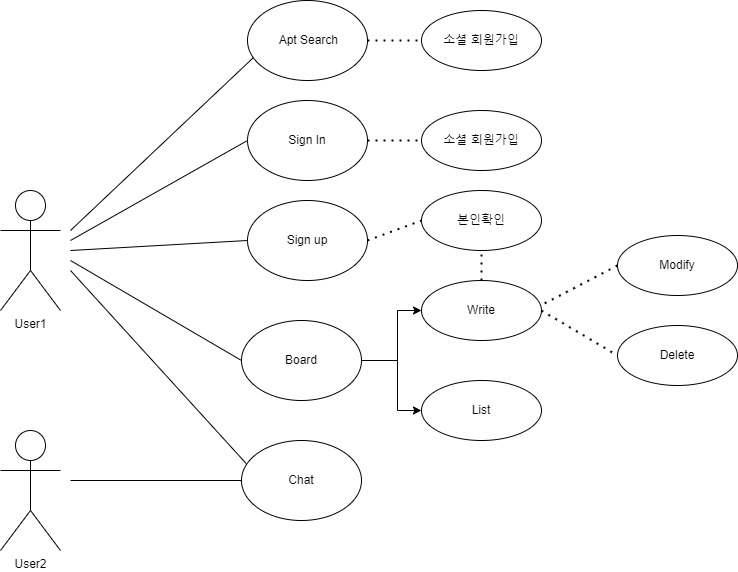 Apt Search
소셜 회원가입
Sign In
소셜 회원가입
Sign up
본인확인
Modify
Write
User1
Board
Delete
List
Chat
User2